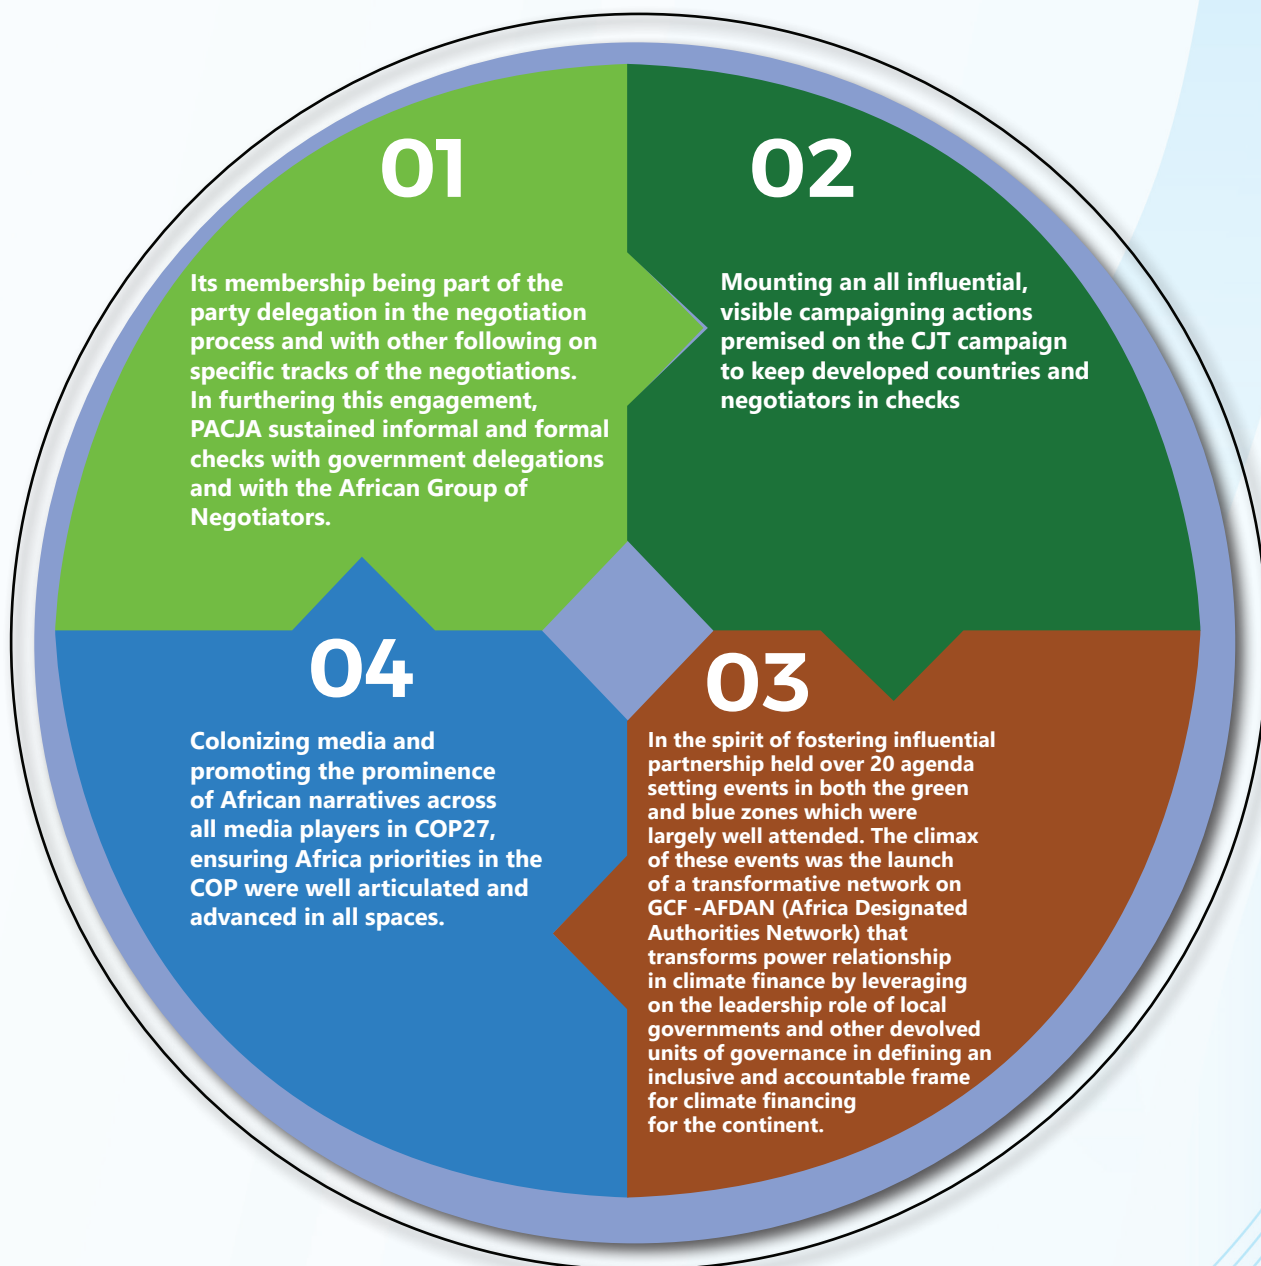 01
Its membership being part of the
party delegation in the negotiation
process and with other following on
specific tracks of the negotiations.
In furthering this engagement,
PACJA sustained informal and formal
checks with government delegations
and with the African Group of
Negotiators.
02
Mounting an all influential,
visible campaigning actions
premised on the CJT campaign
to keep developed countries and
negotiators in checks
03
In the spirit of fostering influential
partnership held over 20 agenda
setting events in both the green
and blue zones which were
largely well attended. The climax
of these events was the launch
of a transformative network on
GCF -AFDAN (Africa Designated
Authorities Network) that
transforms power relationship
in climate finance by leveraging
on the leadership role of local
governments and other devolved
units of governance in defining an
inclusive and accountable frame
for climate financing
for the continent.
04
Colonizing media and
promoting the prominence
of African narratives across
all media players in COP27,
ensuring Africa priorities in the
COP were well articulated and
advanced in all spaces.